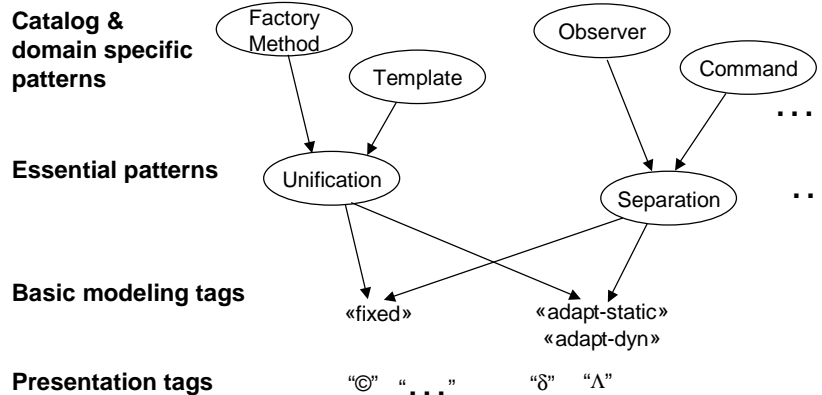 Catalog &
domain specific
patterns
Factory
Method
Template
Observer
Command
...
Essential patterns
Unification
Separation
..
Basic modeling tags
«fixed»
«adapt-static»
«adapt-dyn»
Presentation tags
“©” “...” “δ” “Λ”